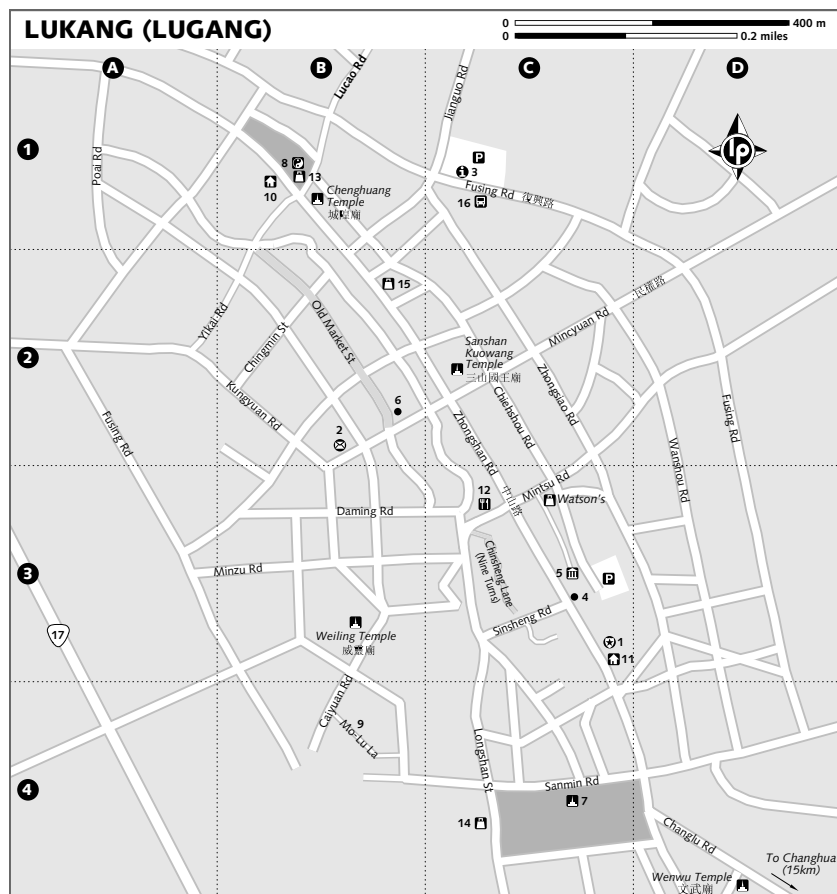 LUKANG (LUGANG)
0 400 m
0 0.2 miles
A
B
C
D
1
2
3
4
lp
Poai Rd
Lucao Rd
Jianguo Rd
P
8
13
10
Chenghuang
Temple
城隍廟
i 3
Fusing Rd 復興路
16
15
Yikai Rd
Chingmin St
Old Market St
Kungyuan Rd
Fusing Rd
Sanshan
Kuowang
Temple
三山國王廟
Mincyuan Rd 民權路
6
2
Zhongshan Rd 中山路
Chiehshou Rd
Zhongsiao Rd
Wanshou Rd
Fusing Rd
12
Mintsu Rd
Watson's
Daming Rd
Minzu Rd
Chinsheng Lane
(Nine Turns)
5
P
4
Sinsheng Rd
1
11
17
Weiling Temple
威靈廟
Caiyuan Rd
9
Mo-Lu La
Longshan St
Sanmin Rd
7
14
Changlu Rd
To Changhua
(15km)
Wenwu Temple
文武廟